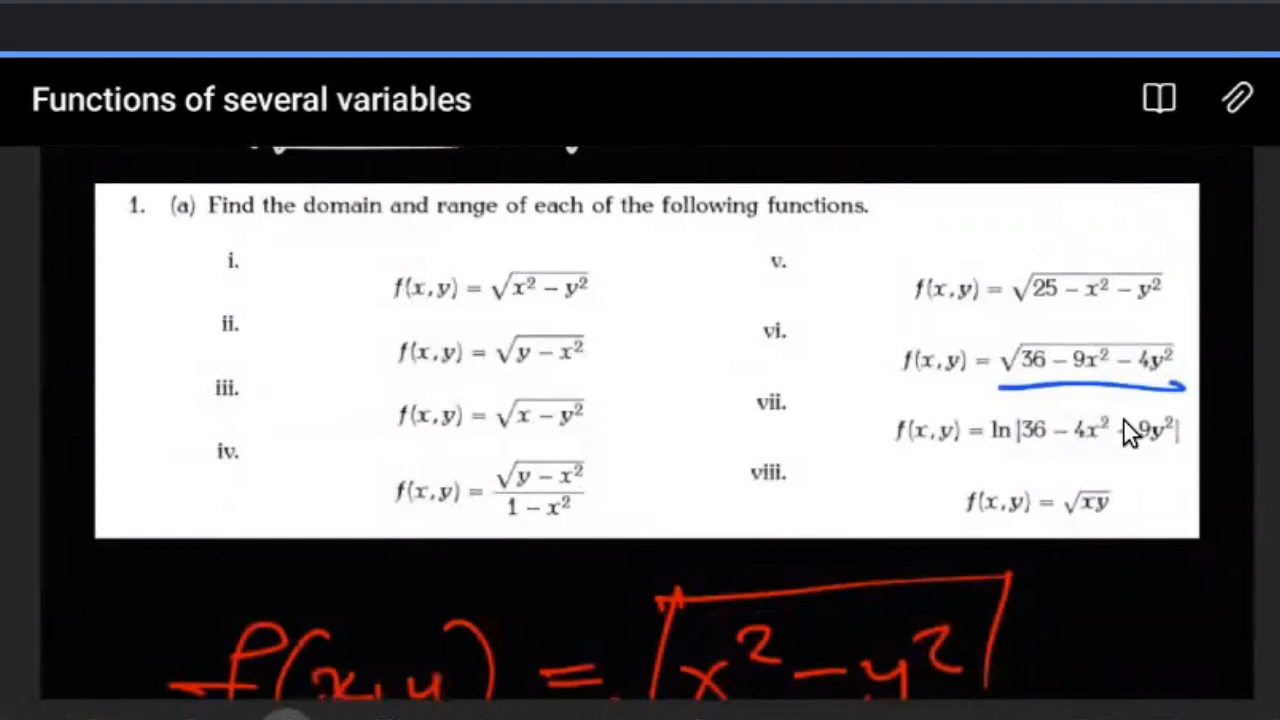 Functions of several variables
1. (a) Find the domain and range of each of the following functions.
i.
f(x, y) = √(x² − y²)
ii.
f(x, y) = √(y − x²)
iii.
f(x, y) = √(x − y²)
iv.
f(x, y) = √(y − x²) / (1 − x²)
v.
f(x, y) = √(25 − x² − y²)
vi.
f(x, y) = √(36 − 9x² − 4y²)
vii.
f(x, y) = ln |36 − 4x² 9y²|
viii.
f(x, y) = √(xy)
f(x, y) = √(x² − y²)